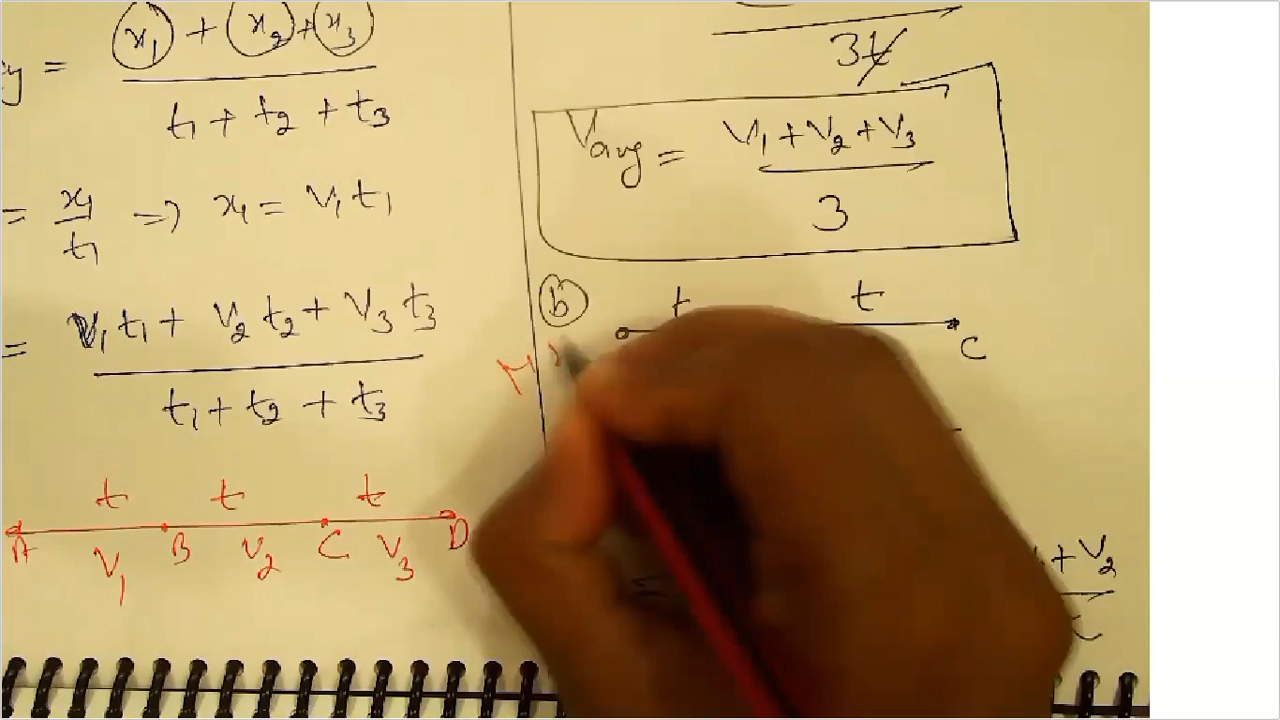 y = x₁ + x₂ + x₃ / t₁ + t₂ + t₃
= x₁ / t₁ => x₁ = V₁ t₁
= V₁ t₁ + V₂ t₂ + V₃ t₃ / t₁ + t₂ + t₃
t t t
A V₁ B V₂ C V₃ D
3t
Vavg = V₁ + V₂ + V₃ / 3
b
t t
C
M
=
+ V₂